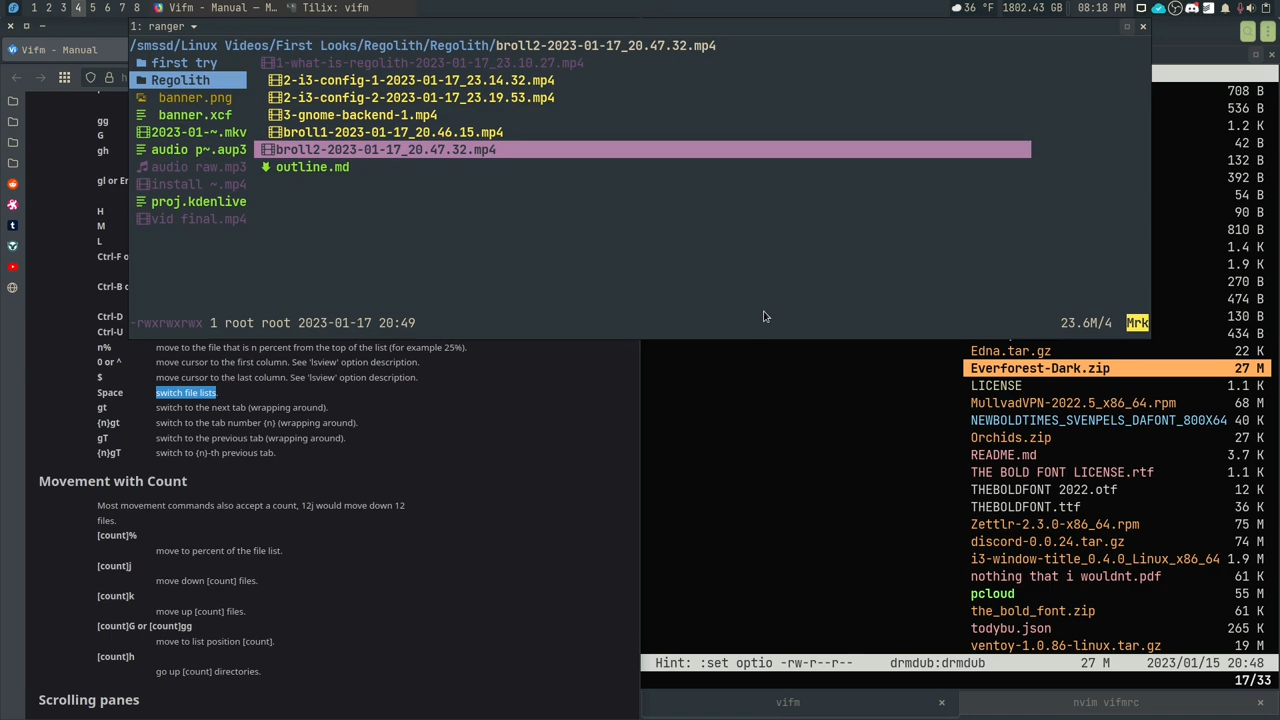 1 2 3 4 5 6 7 8 Vifm - Manual — M… Tilix: vifm 36 °F 1802.43 GB 08:18 PM
1: ranger
/smssd/Linux Videos/First Looks/Regolith/Regolith/broll2-2023-01-17_20.47.32.mp4
first try 1-what-is-regolith-2023-01-17_23.10.27.mp4
Regolith 2-i3-config-1-2023-01-17_23.14.32.mp4
banner.png 2-i3-config-2-2023-01-17_23.19.53.mp4
banner.xcf 3-gnome-backend-1.mp4
2023-01-~.mkv broll1-2023-01-17_20.46.15.mp4
audio p~.aup3 broll2-2023-01-17_20.47.32.mp4
audio raw.mp3 outline.md
install ~.mp4
proj.kdenlive
vid final.mp4
-rwxrwxrwx 1 root root 2023-01-17 20:49 23.6M/4 Mrk
Vifm - Manual
gg
G
gh
gl or En
H
M
L
Ctrl-F o
Ctrl-B o
Ctrl-D
Ctrl-U
n% move to the file that is n percent from the top of the list (for example 25%).
0 or ^ move cursor to the first column. See 'lsview' option description.
$ move cursor to the last column. See 'lsview' option description.
Space switch file lists.
gt switch to the next tab (wrapping around).
{n}gt switch to the tab number {n} (wrapping around).
gT switch to the previous tab (wrapping around).
{n}gT switch to {n}-th previous tab.
Movement with Count
Most movement commands also accept a count, 12j would move down 12
files.
[count]%
move to percent of the file list.
[count]j
move down [count] files.
[count]k
move up [count] files.
[count]G or [count]gg
move to list position [count].
[count]h
go up [count] directories.
Scrolling panes
708 B
536 B
1.2 K
42 B
132 B
392 B
54 B
90 B
810 B
1.4 K
1.9 K
270 B
474 B
130 B
434 B
Edna.tar.gz 22 K
Everforest-Dark.zip 27 M
LICENSE 1.1 K
MullvadVPN-2022.5_x86_64.rpm 68 M
NEWBOLDTIMES_SVENPELS_DAFONT_800X64 40 K
Orchids.zip 27 K
README.md 3.7 K
THE BOLD FONT LICENSE.rtf 1.1 K
THEBOLDFONT 2022.otf 12 K
THEBOLDFONT.ttf 36 K
Zettlr-2.3.0-x86_64.rpm 75 M
discord-0.0.24.tar.gz 74 M
i3-window-title_0.4.0_Linux_x86_64 1.9 M
nothing that i wouldnt.pdf 61 K
pcloud 55 M
the_bold_font.zip 61 K
todybu.json 265 K
ventoy-1.0.86-linux.tar.gz 19 M
Hint: :set optio -rw-r--r-- drmdub:drmdub 27 M 2023/01/15 20:48
17/33
vifm nvim vifmrc